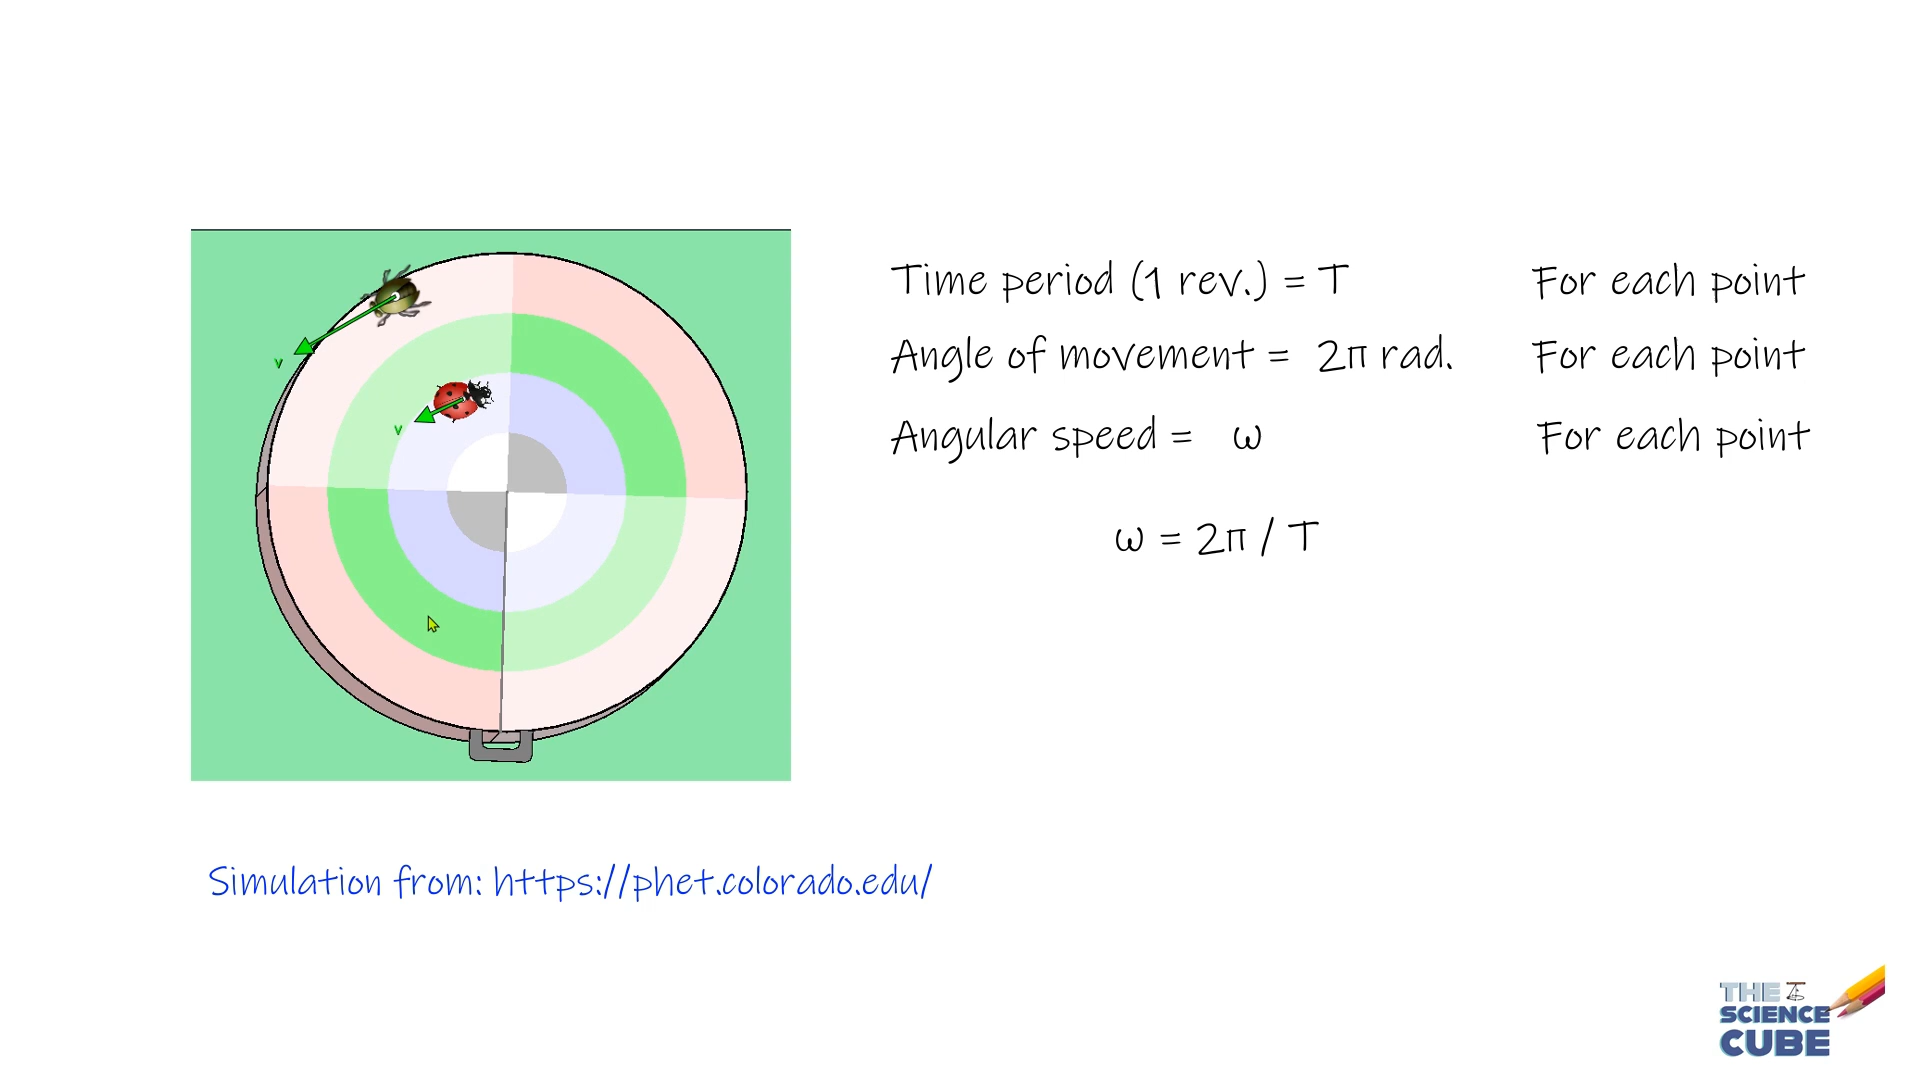 Time period (1 rev.) = T For each point
Angle of movement = 2π rad. For each point
Angular speed = ω For each point
ω = 2π / T
v
v
Simulation from: https://phet.colorado.edu/
THE
SCIENCE
CUBE